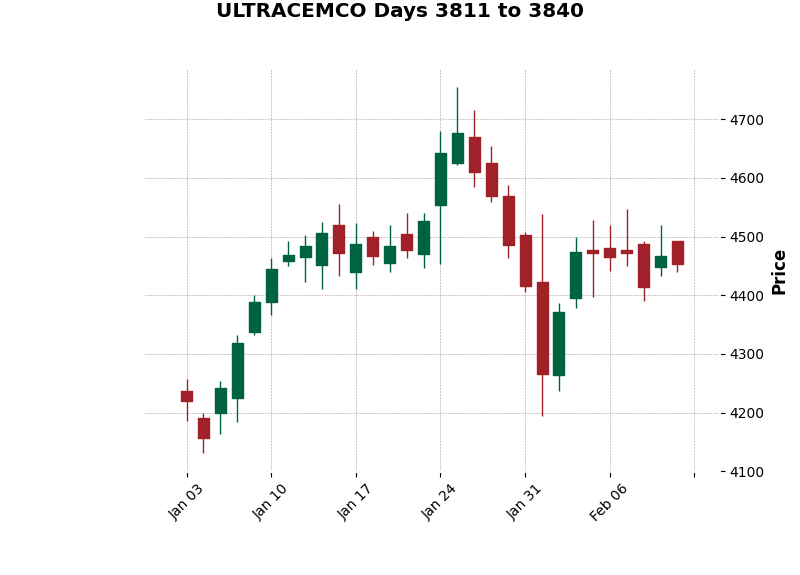 ULTRACEMCO Days 3811 to 3840
4700
4600
4500
4400
4300
4200
4100
Price
Jan 03
Jan 10
Jan 17
Jan 24
Jan 31
Feb 06